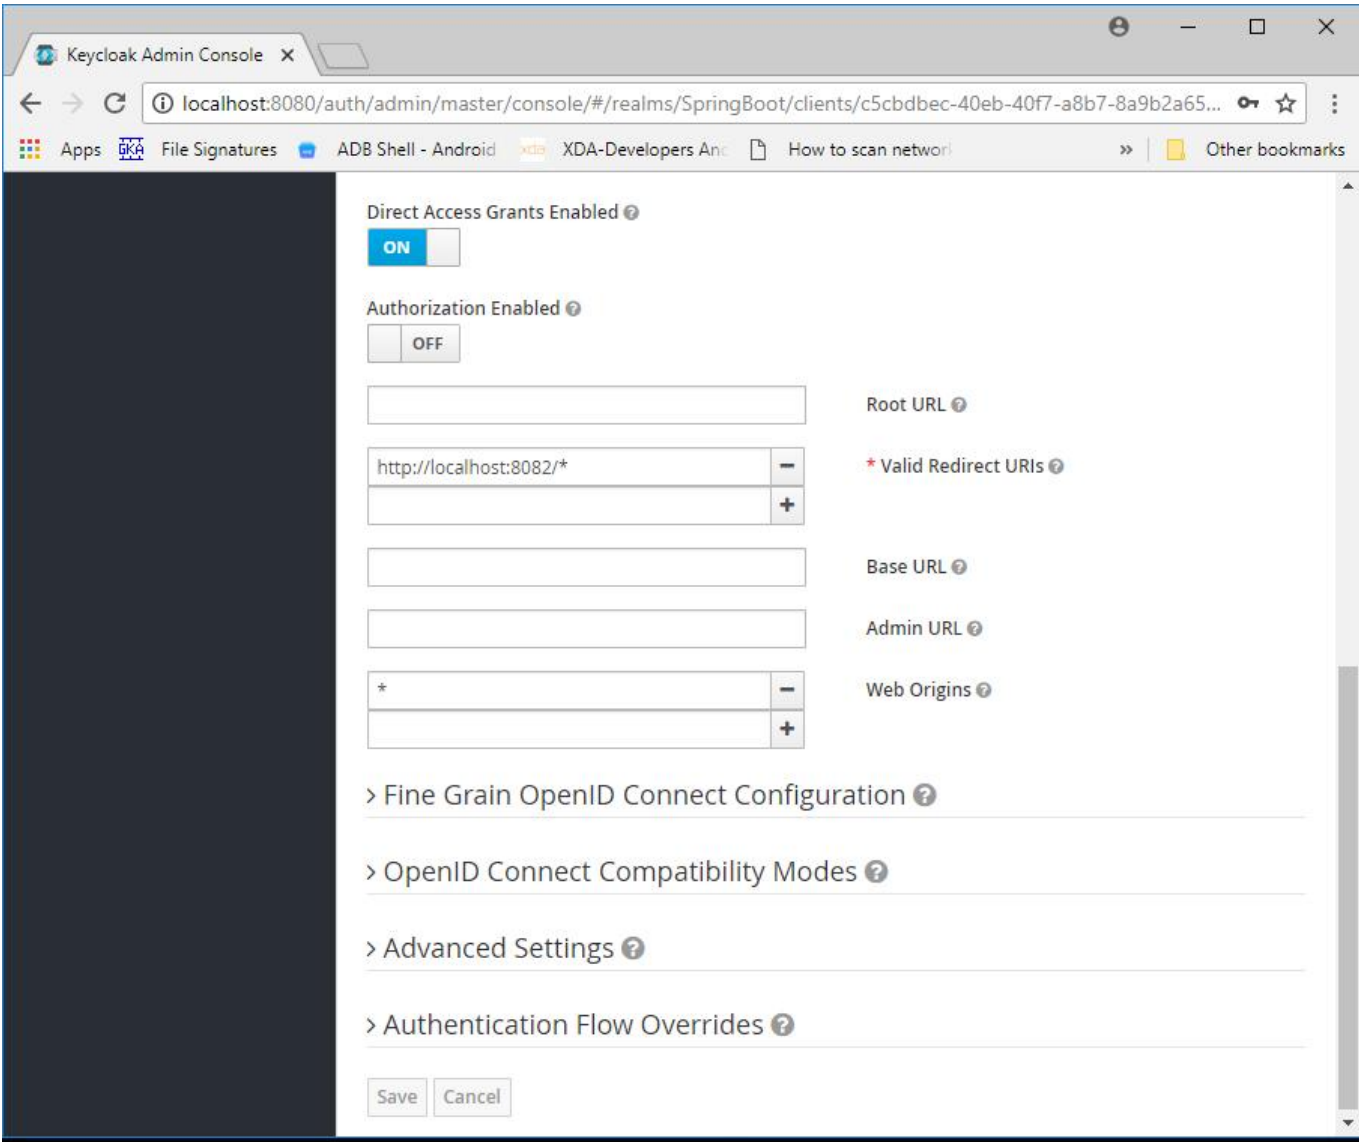 Keycloak Admin Console
localhost:8080/auth/admin/master/console/#/realms/SpringBoot/clients/c5cbdbec-40eb-40f7-a8b7-8a9b2a65...
Apps GKA File Signatures ADB Shell - Android xda XDA-Developers And How to scan networ » Other bookmarks
Direct Access Grants Enabled
ON
Authorization Enabled
OFF
Root URL
http://localhost:8082/* * Valid Redirect URIs
Base URL
Admin URL
* Web Origins
Fine Grain OpenID Connect Configuration
OpenID Connect Compatibility Modes
Advanced Settings
Authentication Flow Overrides
Save Cancel